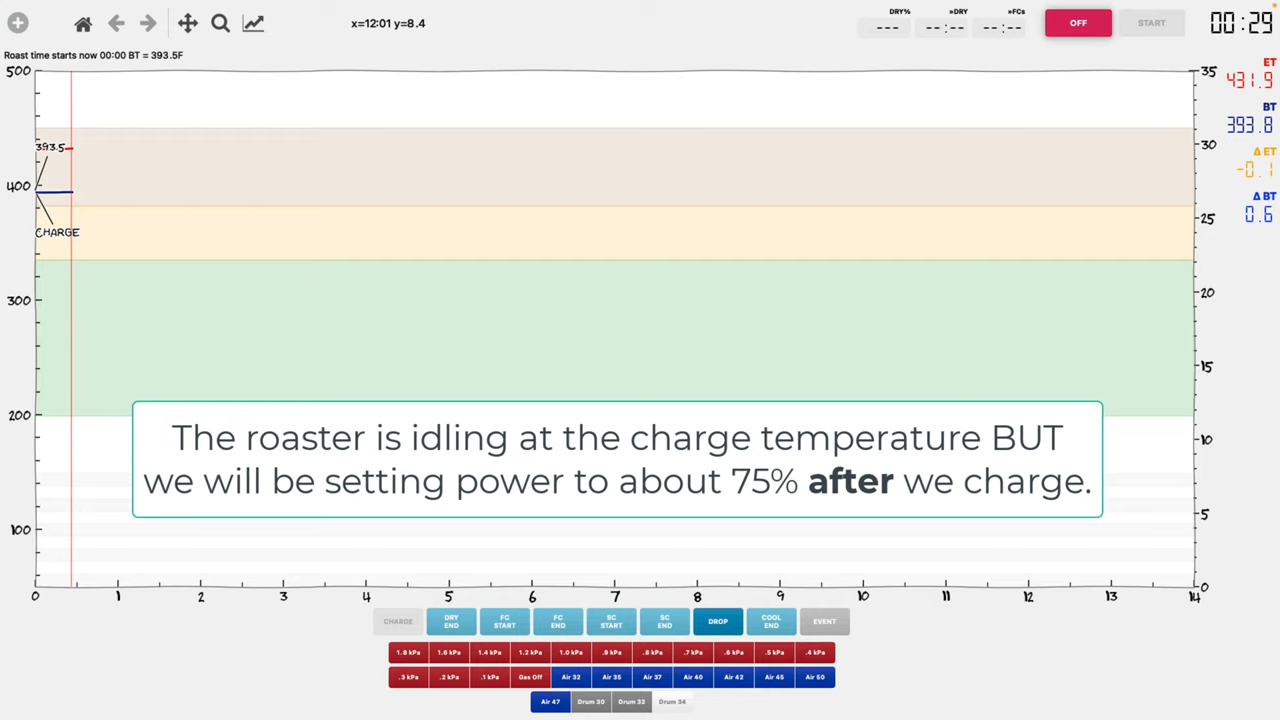 x=12:01 y=8.4
DRY% »DRY »FCs
--- --:-- --:--
OFF START 00:29
Roast time starts now 00:00 BT = 393.5F
ET
431.9
BT
393.8
Δ ET
-0.1
Δ BT
0.6
500
400
300
200
100
35
30
25
20
15
10
5
0
393.5
CHARGE
The roaster is idling at the charge temperature BUT
we will be setting power to about 75% after we charge.
0 1 2 3 4 5 6 7 8 9 10 11 12 13 14
CHARGE DRY END FC START FC END SC START SC END DROP COOL END EVENT
1.8 kPa 1.6 kPa 1.4 kPa 1.2 kPa 1.0 kPa .9 kPa .8 kPa .7 kPa .6 kPa .5 kPa .4 kPa
.3 kPa .2 kPa .1 kPa Gas Off Air 32 Air 35 Air 37 Air 40 Air 42 Air 45 Air 50
Air 47 Drum 30 Drum 32 Drum 34